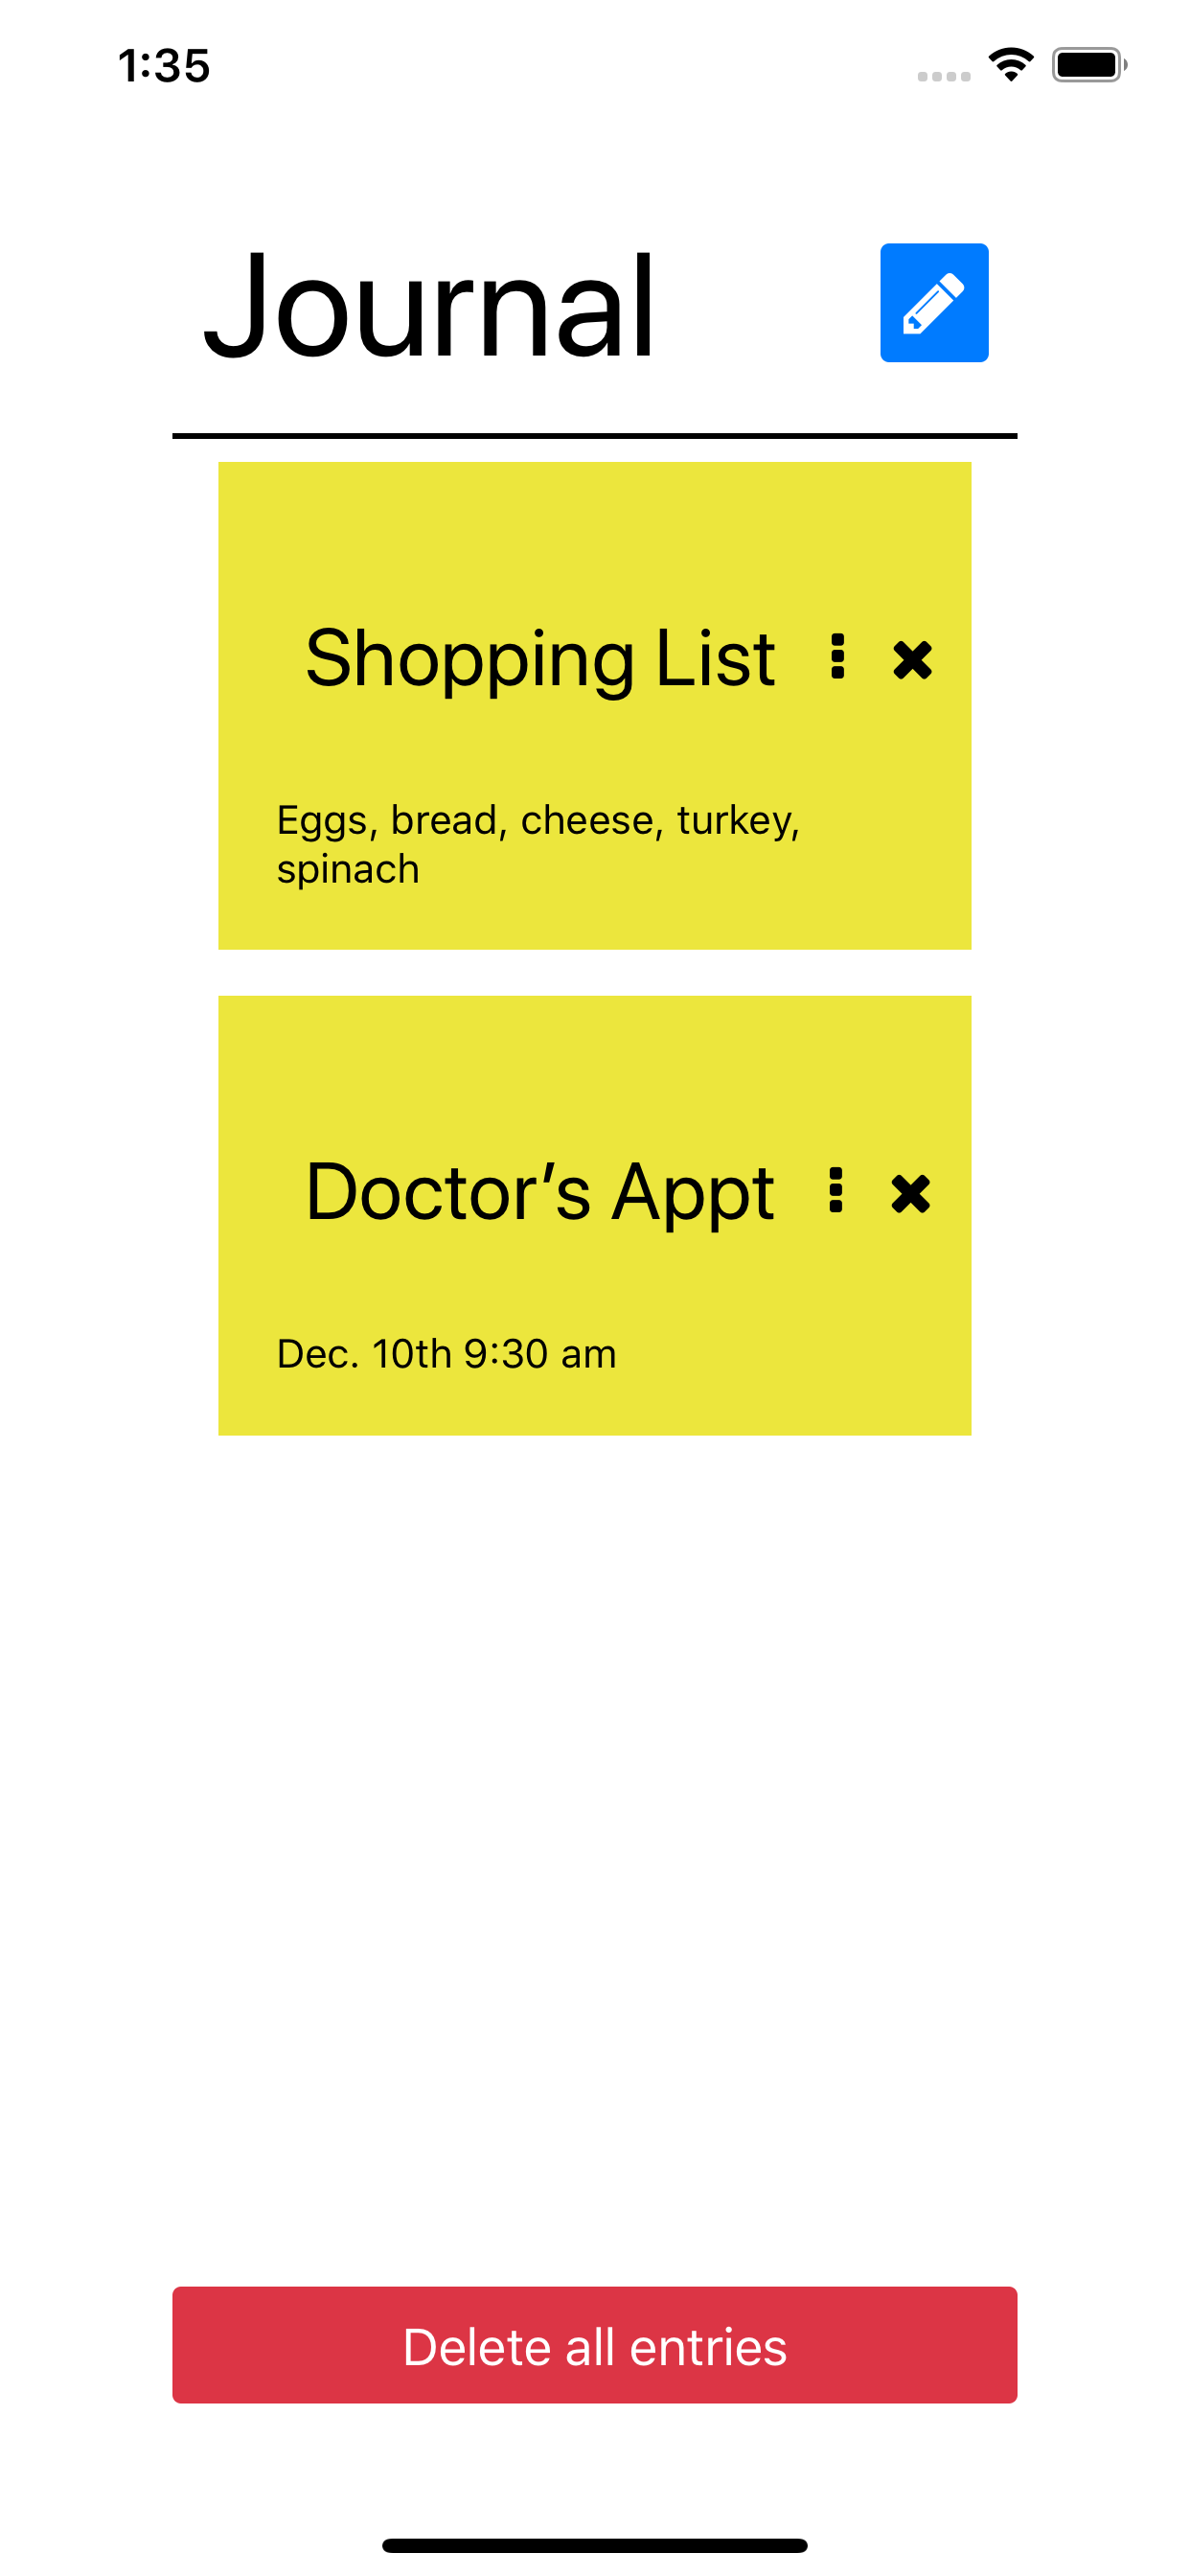 1:35
Journal
Shopping List
Eggs, bread, cheese, turkey,
spinach
Doctor’s Appt
Dec. 10th 9:30 am
Delete all entries